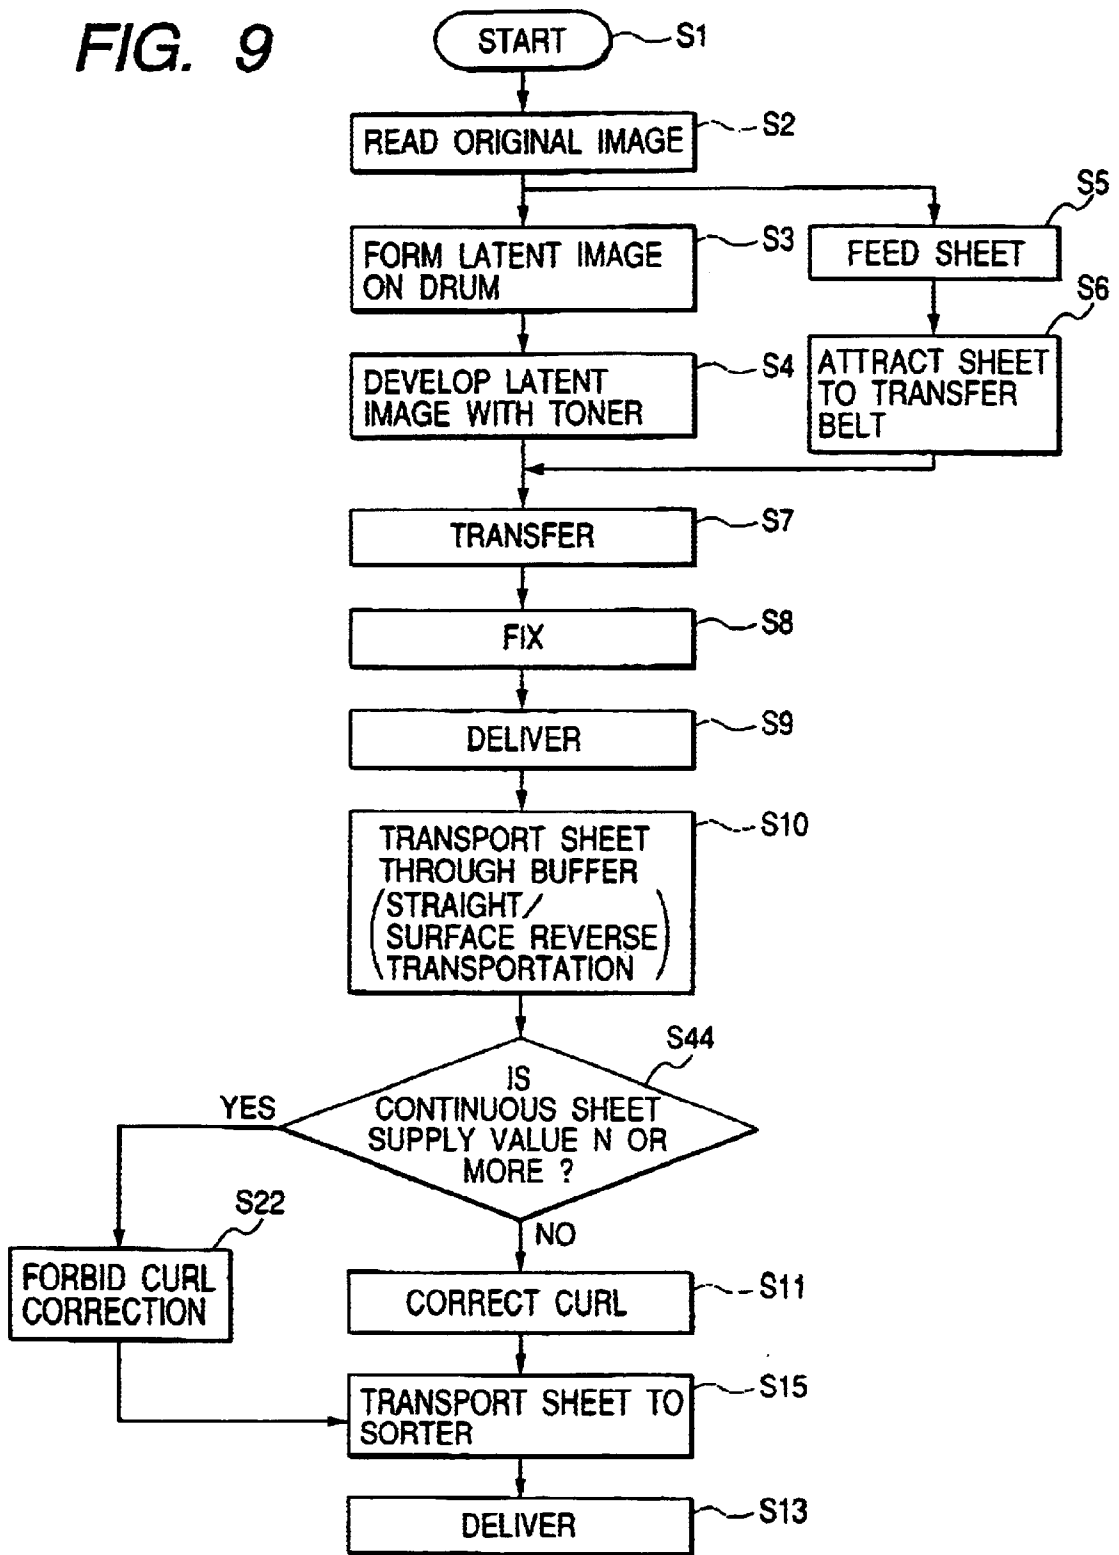 FIG. 9
START
S1
READ ORIGINAL IMAGE
S2
FORM LATENT IMAGE
ON DRUM
S3
FEED SHEET
S5
DEVELOP LATENT
IMAGE WITH TONER
S4
ATTRACT SHEET
TO TRANSFER
BELT
S6
TRANSFER
S7
FIX
S8
DELIVER
S9
TRANSPORT SHEET
THROUGH BUFFER
(STRAIGHT/
SURFACE REVERSE
TRANSPORTATION)
S10
IS
CONTINUOUS SHEET
SUPPLY VALUE N OR
MORE ?
S44
YES
NO
FORBID CURL
CORRECTION
S22
CORRECT CURL
S11
TRANSPORT SHEET TO
SORTER
S15
DELIVER
S13